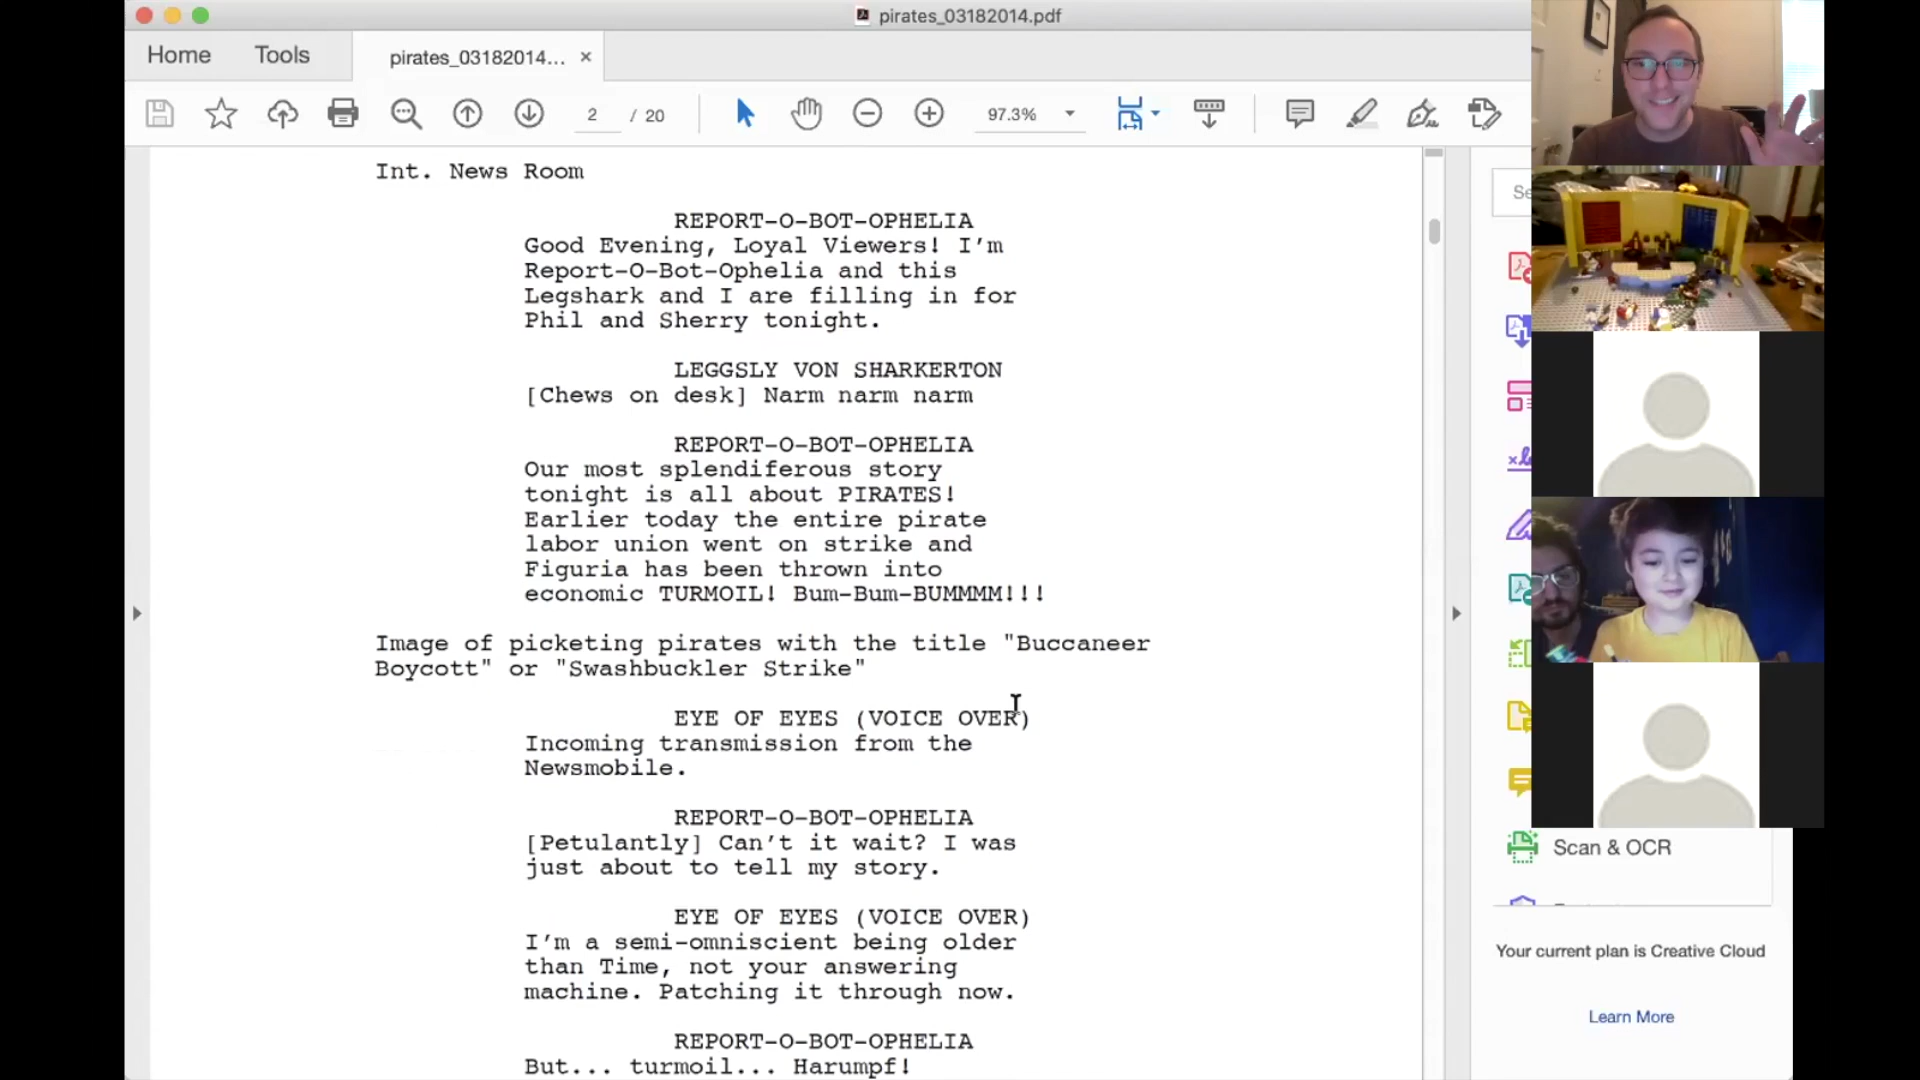 pirates_03182014.pdf
Home Tools pirates_03182014... ×
2 / 20 97.3%
Int. News Room
REPORT-O-BOT-OPHELIA
Good Evening, Loyal Viewers! I'm
Report-O-Bot-Ophelia and this
Legshark and I are filling in for
Phil and Sherry tonight.
LEGGSLY VON SHARKERTON
[Chews on desk] Narm narm narm
REPORT-O-BOT-OPHELIA
Our most splendiferous story
tonight is all about PIRATES!
Earlier today the entire pirate
labor union went on strike and
Figuria has been thrown into
economic TURMOIL! Bum-Bum-BUMMMM!!!
Image of picketing pirates with the title "Buccaneer
Boycott" or "Swashbuckler Strike"
EYE OF EYES (VOICE OVER)
Incoming transmission from the
Newsmobile.
REPORT-O-BOT-OPHELIA
[Petulantly] Can't it wait? I was
just about to tell my story.
EYE OF EYES (VOICE OVER)
I'm a semi-omniscient being older
than Time, not your answering
machine. Patching it through now.
REPORT-O-BOT-OPHELIA
But... turmoil... Harumpf!
Se
Scan & OCR
Your current plan is Creative Cloud
Learn More